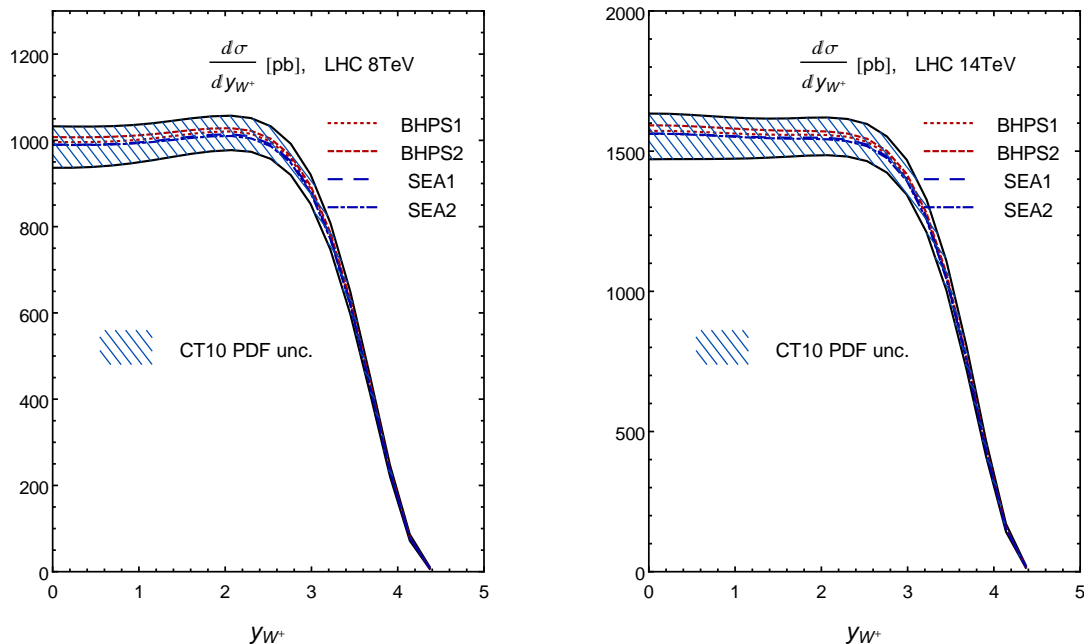 dσ
dy_{W⁺} [pb], LHC 8TeV
BHPS1
BHPS2
SEA1
SEA2
CT10 PDF unc.
1200
1000
800
600
400
200
0
0 1 2 3 4 5
y_{W⁺}
dσ
dy_{W⁺} [pb], LHC 14TeV
BHPS1
BHPS2
SEA1
SEA2
CT10 PDF unc.
2000
1500
1000
500
0
0 1 2 3 4 5
y_{W⁺}